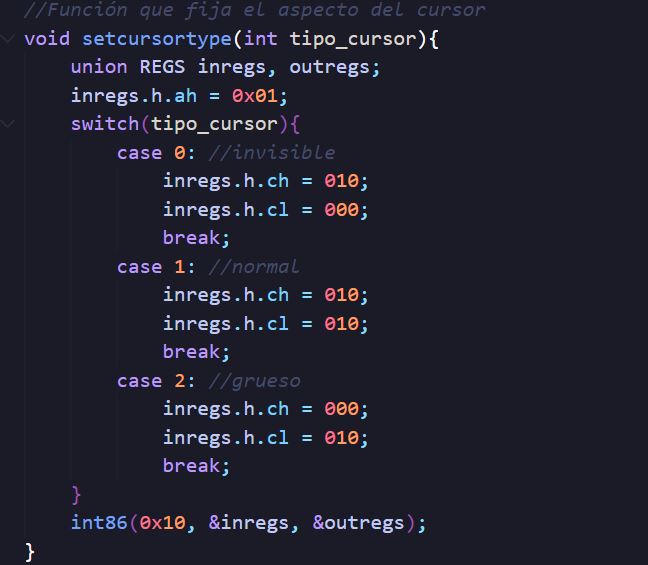 //Función que fija el aspecto del cursor
void setcursortype(int tipo_cursor){
    union REGS inregs, outregs;
    inregs.h.ah = 0x01;
    switch(tipo_cursor){
        case 0: //invisible
            inregs.h.ch = 010;
            inregs.h.cl = 000;
            break;
        case 1: //normal
            inregs.h.ch = 010;
            inregs.h.cl = 010;
            break;
        case 2: //grueso
            inregs.h.ch = 000;
            inregs.h.cl = 010;
            break;
    }
    int86(0x10, &inregs, &outregs);
}